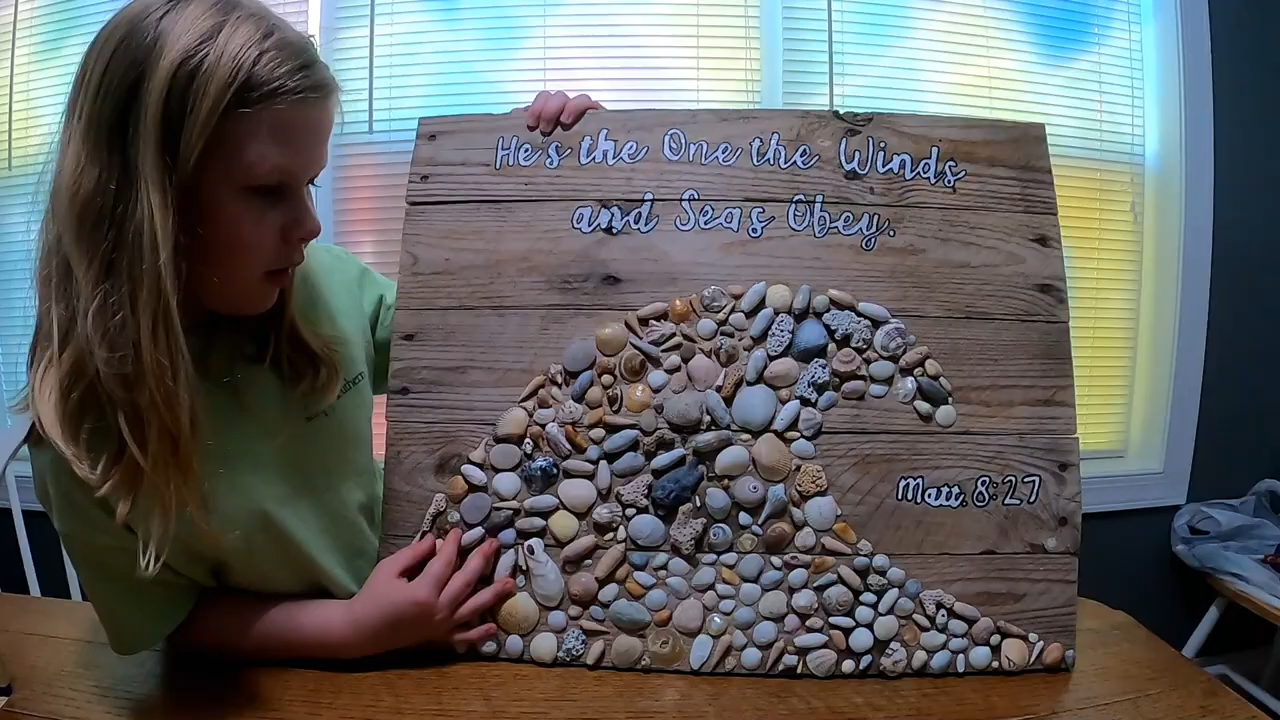 He's the One the Winds
and Seas Obey.
Matt. 8:27